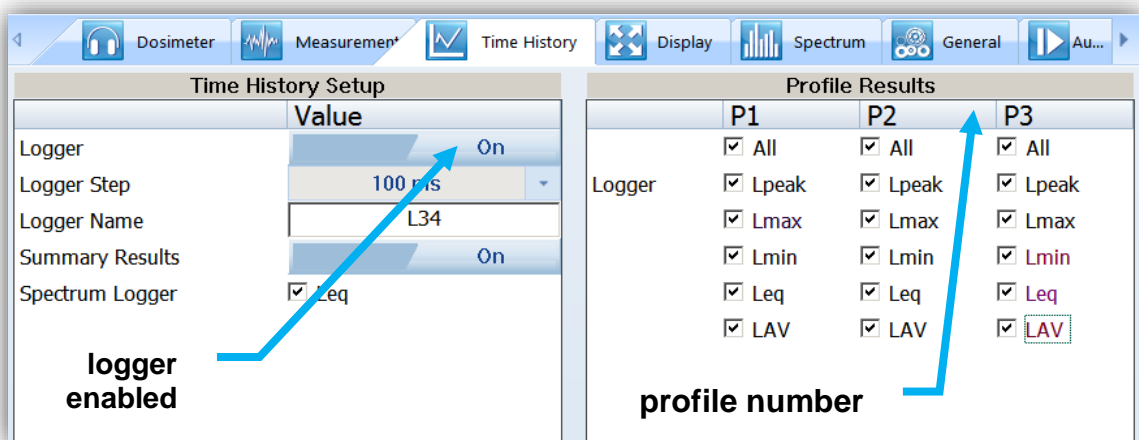 Dosimeter Measurement Time History Display Spectrum General Au...
Time History Setup
Value
Logger On
Logger Step 100 ms
Logger Name L34
Summary Results On
Spectrum Logger Leq
logger
enabled
Profile Results
P1 P2 P3
All All All
Logger Lpeak Lpeak Lpeak
Lmax Lmax Lmax
Lmin Lmin Lmin
Leq Leq Leq
LAV LAV LAV
profile number